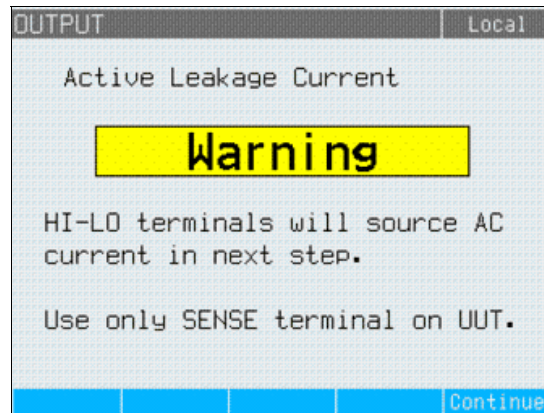 OUTPUT Local
Active Leakage Current
Warning
HI-LO terminals will source AC
current in next step.
Use only SENSE terminal on UUT.
Continue